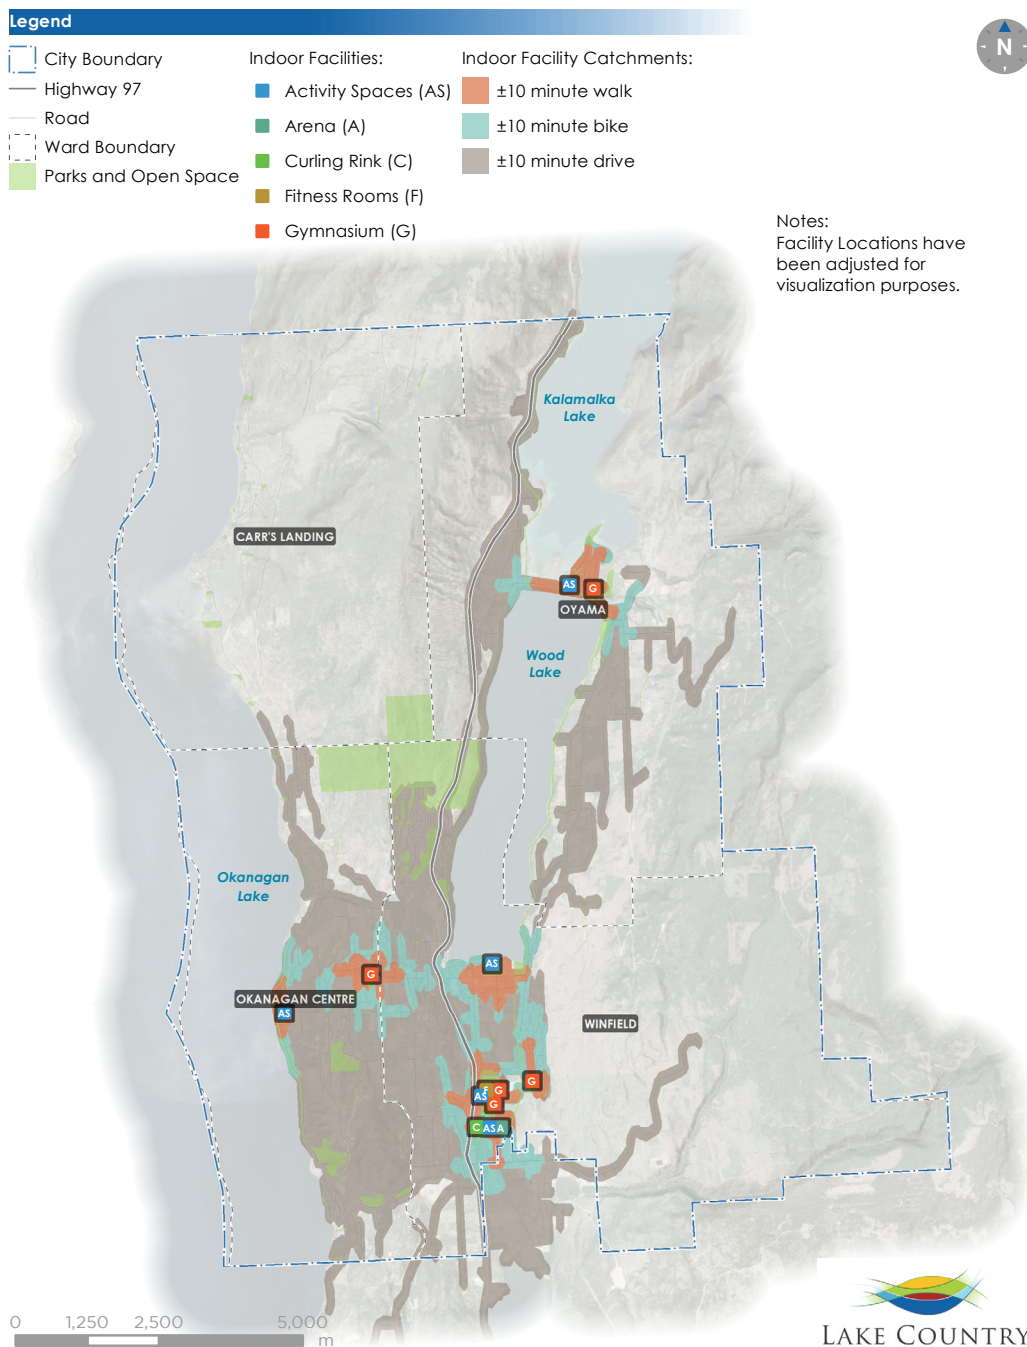 Legend
City Boundary
Highway 97
Road
Ward Boundary
Parks and Open Space
Indoor Facilities:
Activity Spaces (AS)
Arena (A)
Curling Rink (C)
Fitness Rooms (F)
Gymnasium (G)
Indoor Facility Catchments:
±10 minute walk
±10 minute bike
±10 minute drive
N
Notes:
Facility Locations have
been adjusted for
visualization purposes.
Kalamalka
Lake
CARR'S LANDING
AS
G
OYAMA
Wood
Lake
Okanagan
Lake
AS
G
OKANAGAN CENTRE
AS
WINFIELD
G
F
G
AS
G
C
AS
A
0
1,250
2,500
5,000
m
LAKE COUNTRY